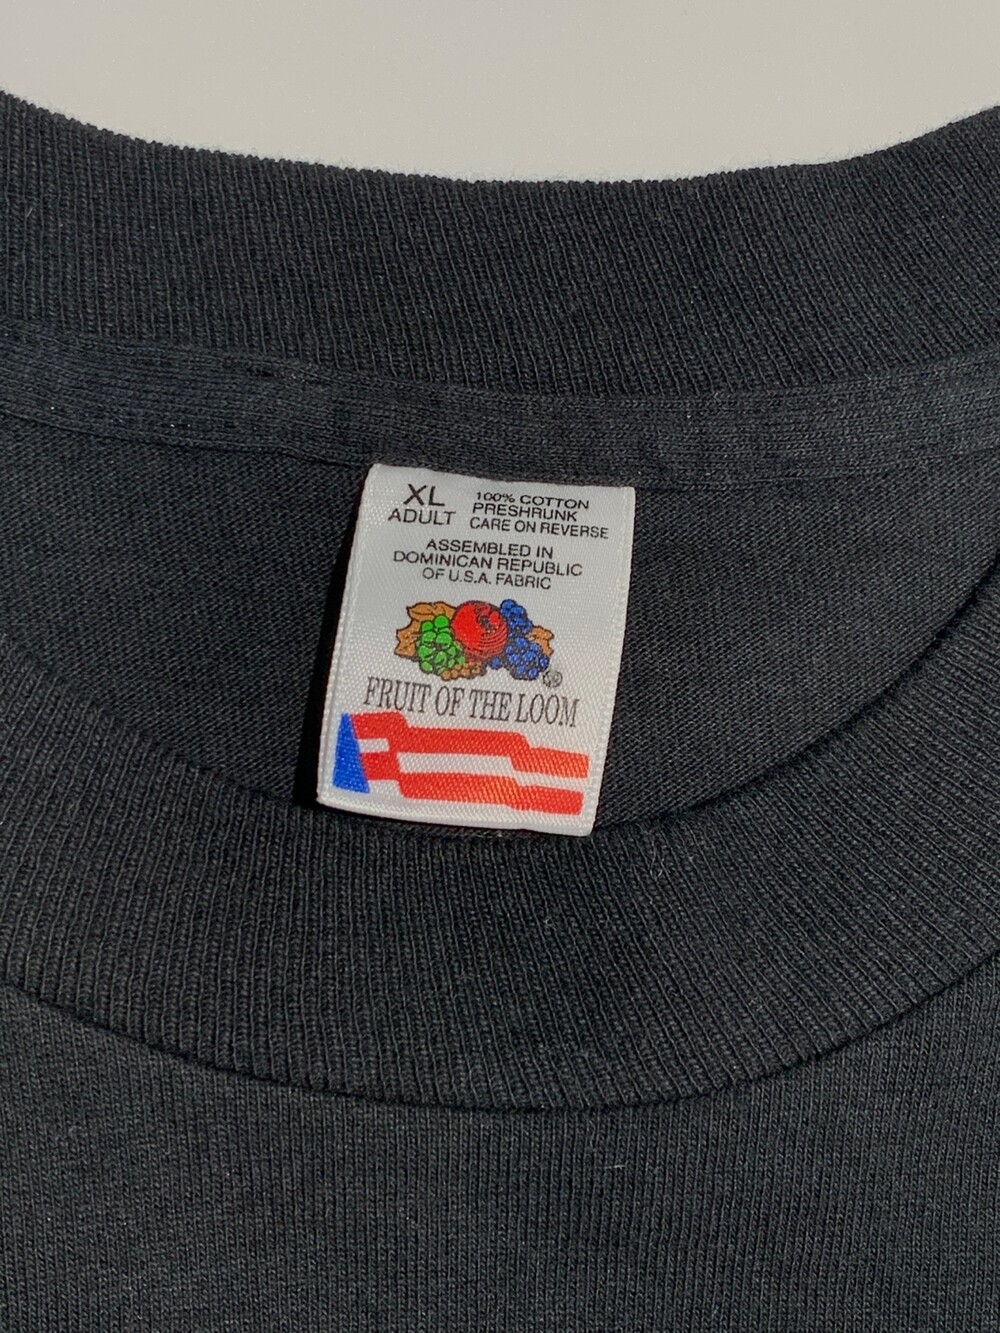 XL
ADULT
100% COTTON
PRESHRUNK
CARE ON REVERSE
ASSEMBLED IN
DOMINICAN REPUBLIC
OF U.S.A. FABRIC
®
FRUIT OF THE LOOM